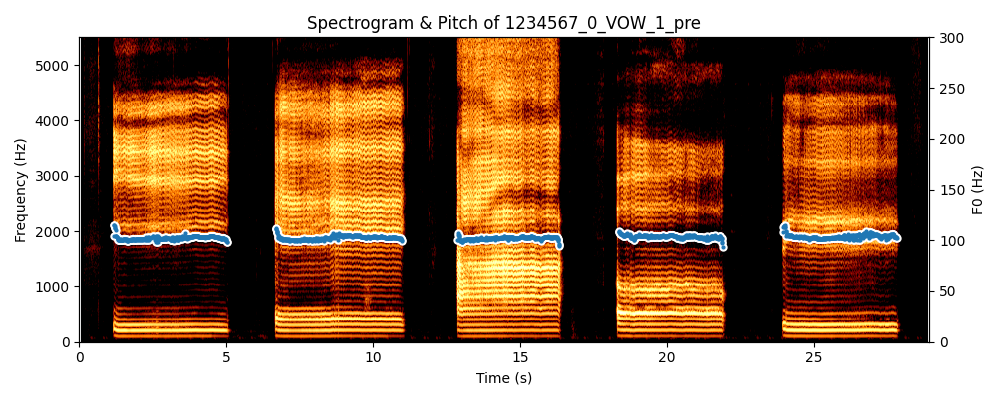 Spectrogram & Pitch of 1234567_0_VOW_1_pre
Frequency (Hz)
5000
4000
3000
2000
1000
0
300
250
200
150
100
50
0
F0 (Hz)
0 5 10 15 20 25
Time (s)